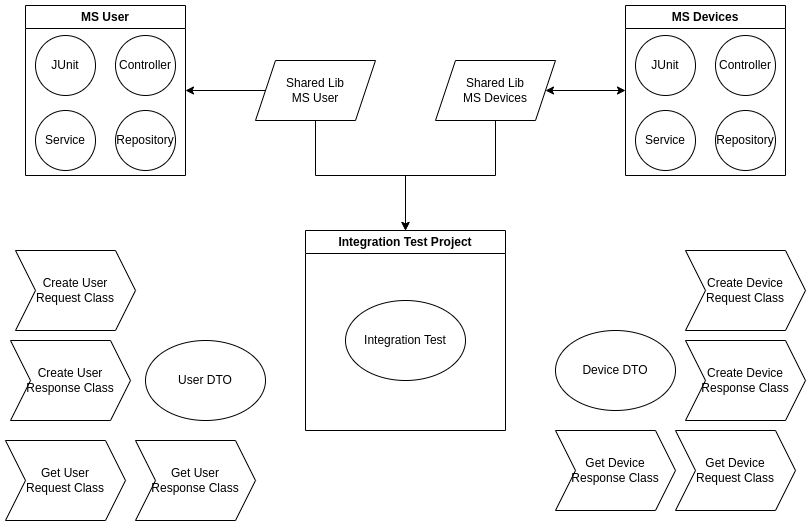 MS User
JUnit
Controller
Service
Repository
Shared Lib
MS User
Shared Lib
MS Devices
MS Devices
JUnit
Controller
Service
Repository
Integration Test Project
Integration Test
Create User
Request Class
Create User
Response Class
User DTO
Get User
Request Class
Get User
Response Class
Create Device
Request Class
Device DTO
Create Device
Response Class
Get Device
Response Class
Get Device
Request Class